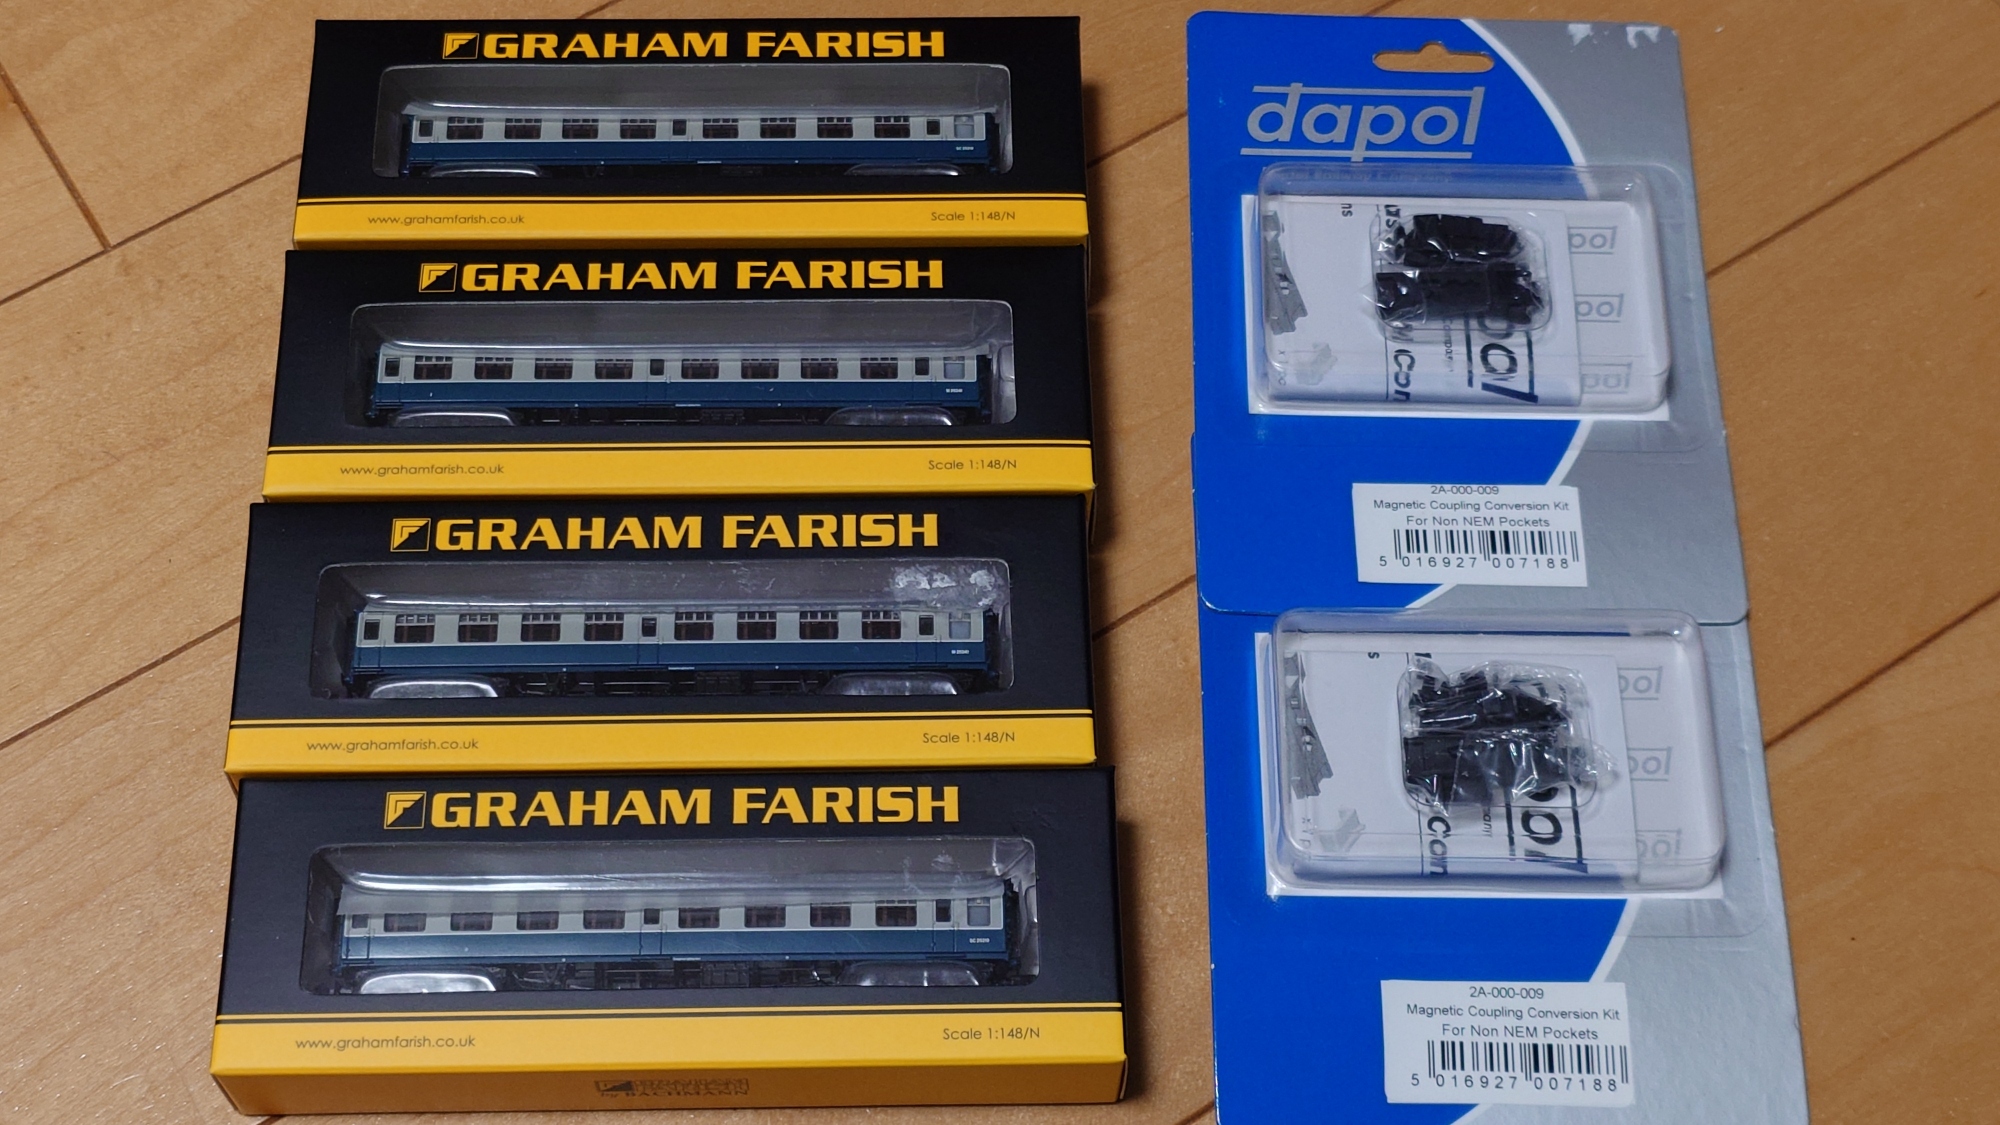 GRAHAM FARISH
www.grahamfarish.co.uk
Scale 1:148/N
GRAHAM FARISH
www.grahamfarish.co.uk
Scale 1:148/N
GRAHAM FARISH
www.grahamfarish.co.uk
Scale 1:148/N
GRAHAM FARISH
www.grahamfarish.co.uk
Scale 1:148/N
by BACHMANN
dapol
2A-000-009
Magnetic Coupling Conversion Kit
For Non NEM Pockets
5 016927 007188
2A-000-009
Magnetic Coupling Conversion Kit
For Non NEM Pockets
5 016927 007188